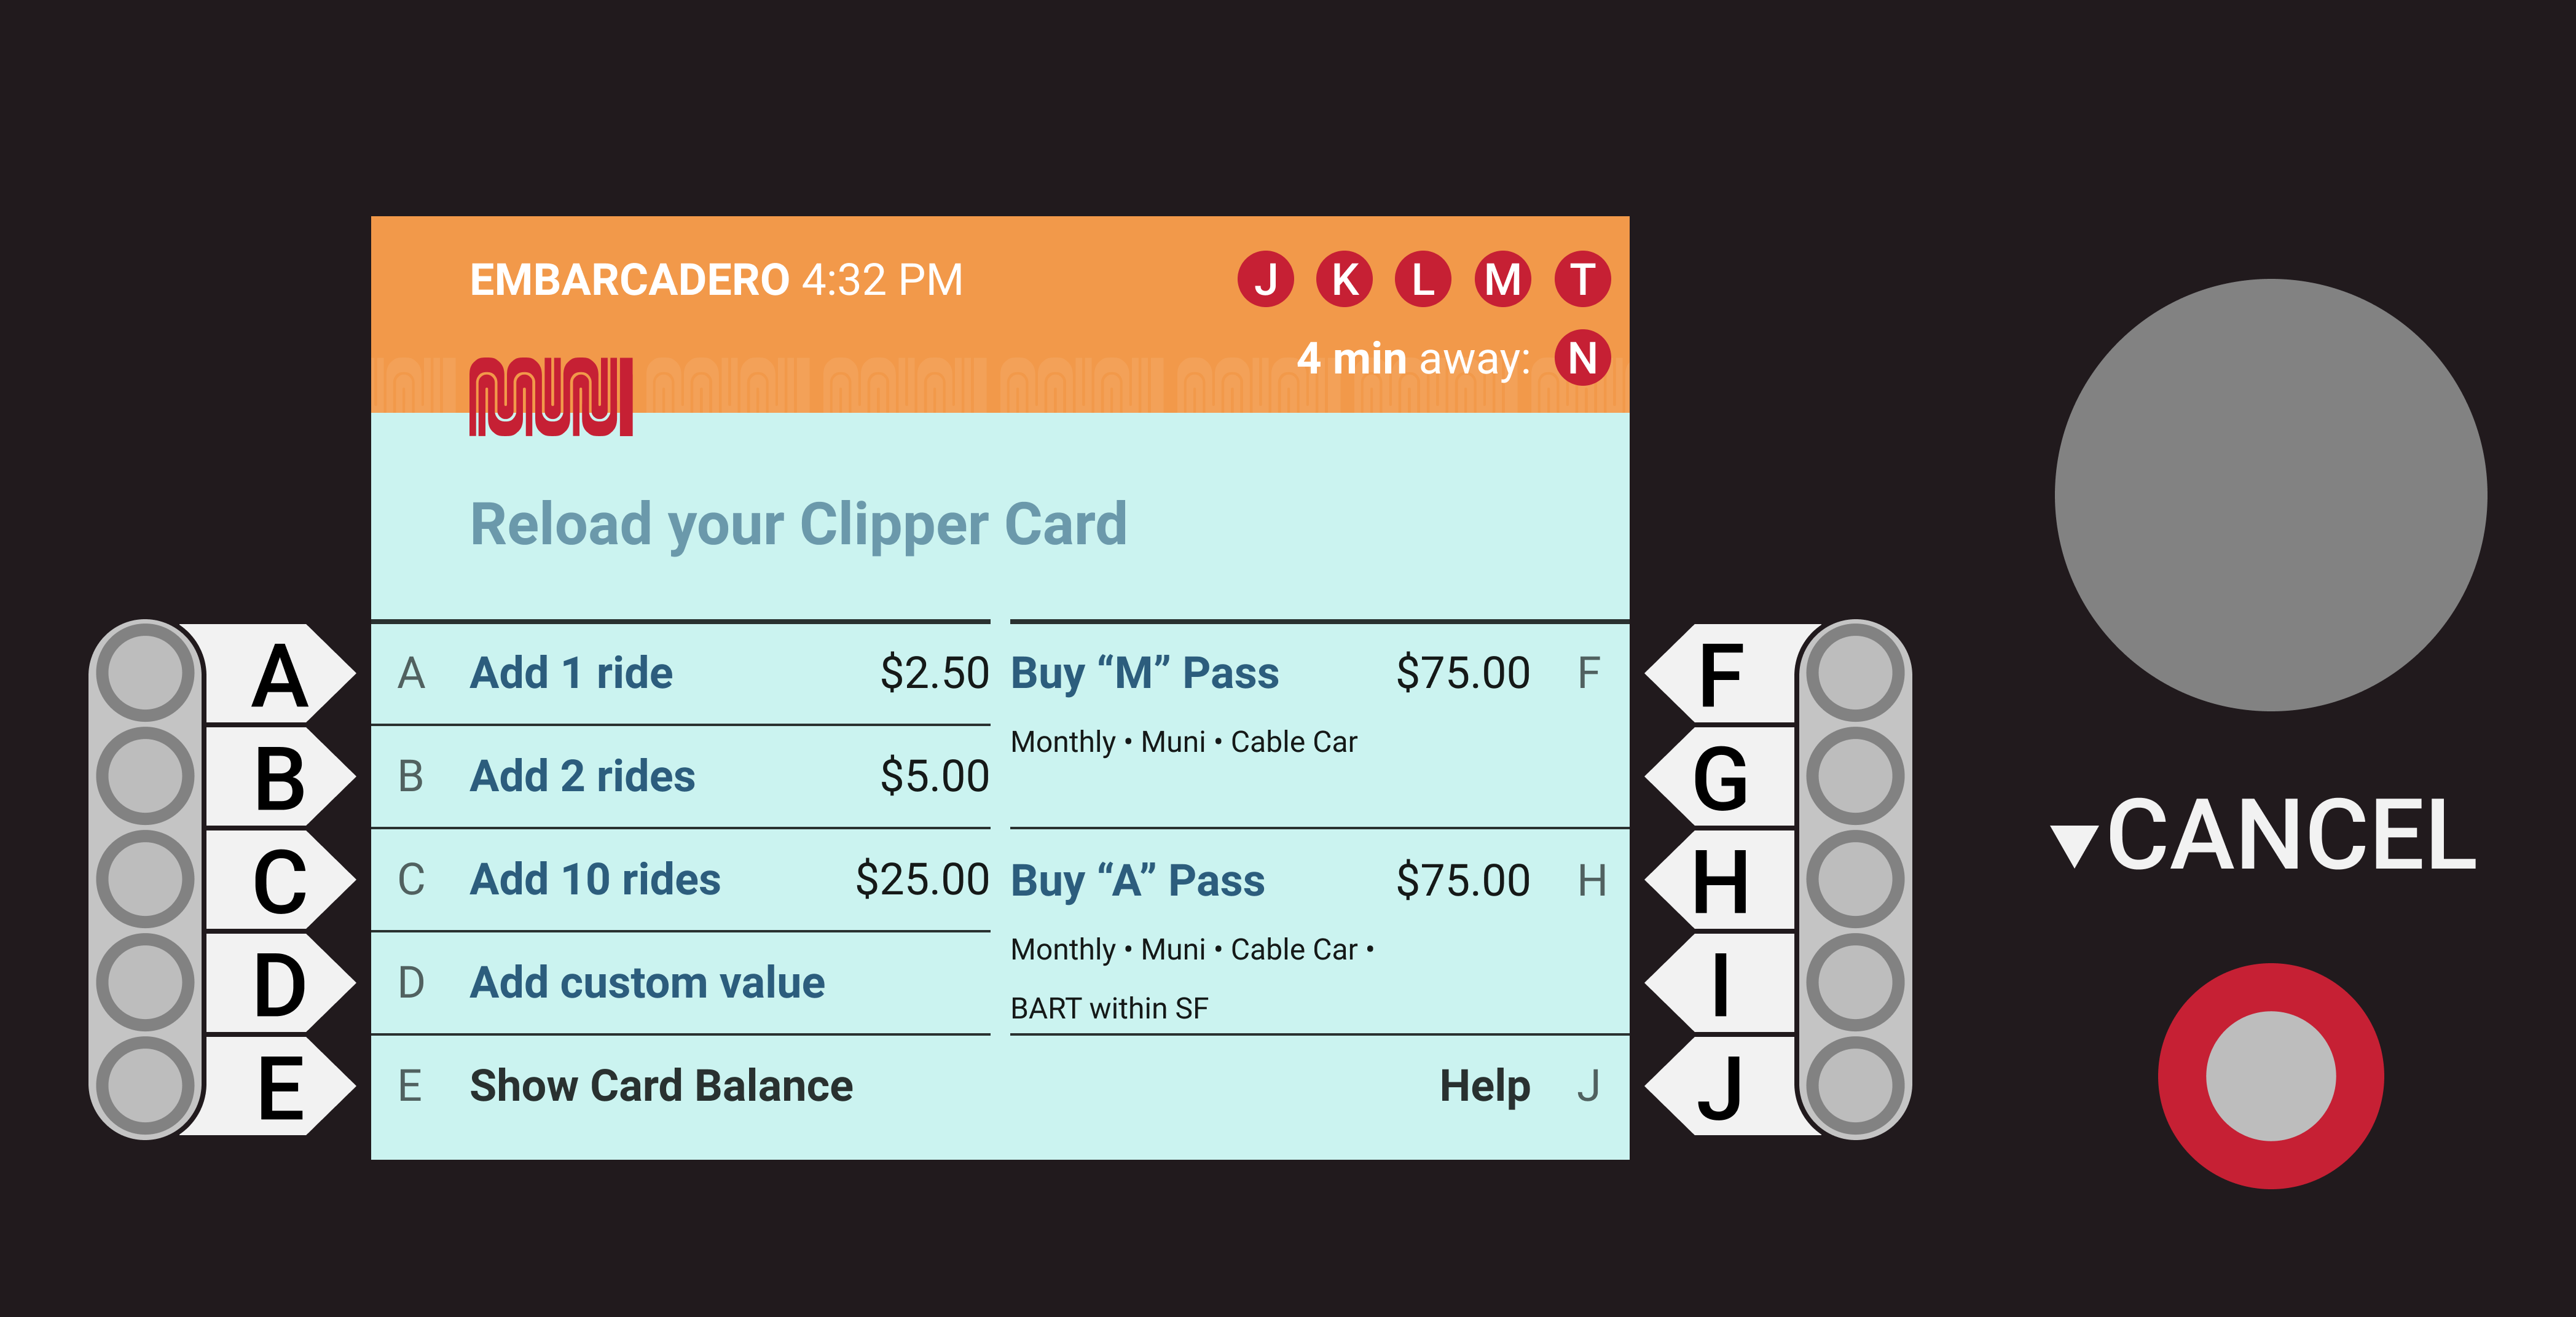 EMBARCADERO 4:32 PM
J K L M T
4 min away: N
MUNI
Reload your Clipper Card
A Add 1 ride $2.50
B Add 2 rides $5.00
C Add 10 rides $25.00
D Add custom value
E Show Card Balance
Buy “M” Pass $75.00 F
Monthly • Muni • Cable Car
Buy “A” Pass $75.00 H
Monthly • Muni • Cable Car •
BART within SF
Help J
A
B
C
D
E
F
G
H
I
J
▼CANCEL